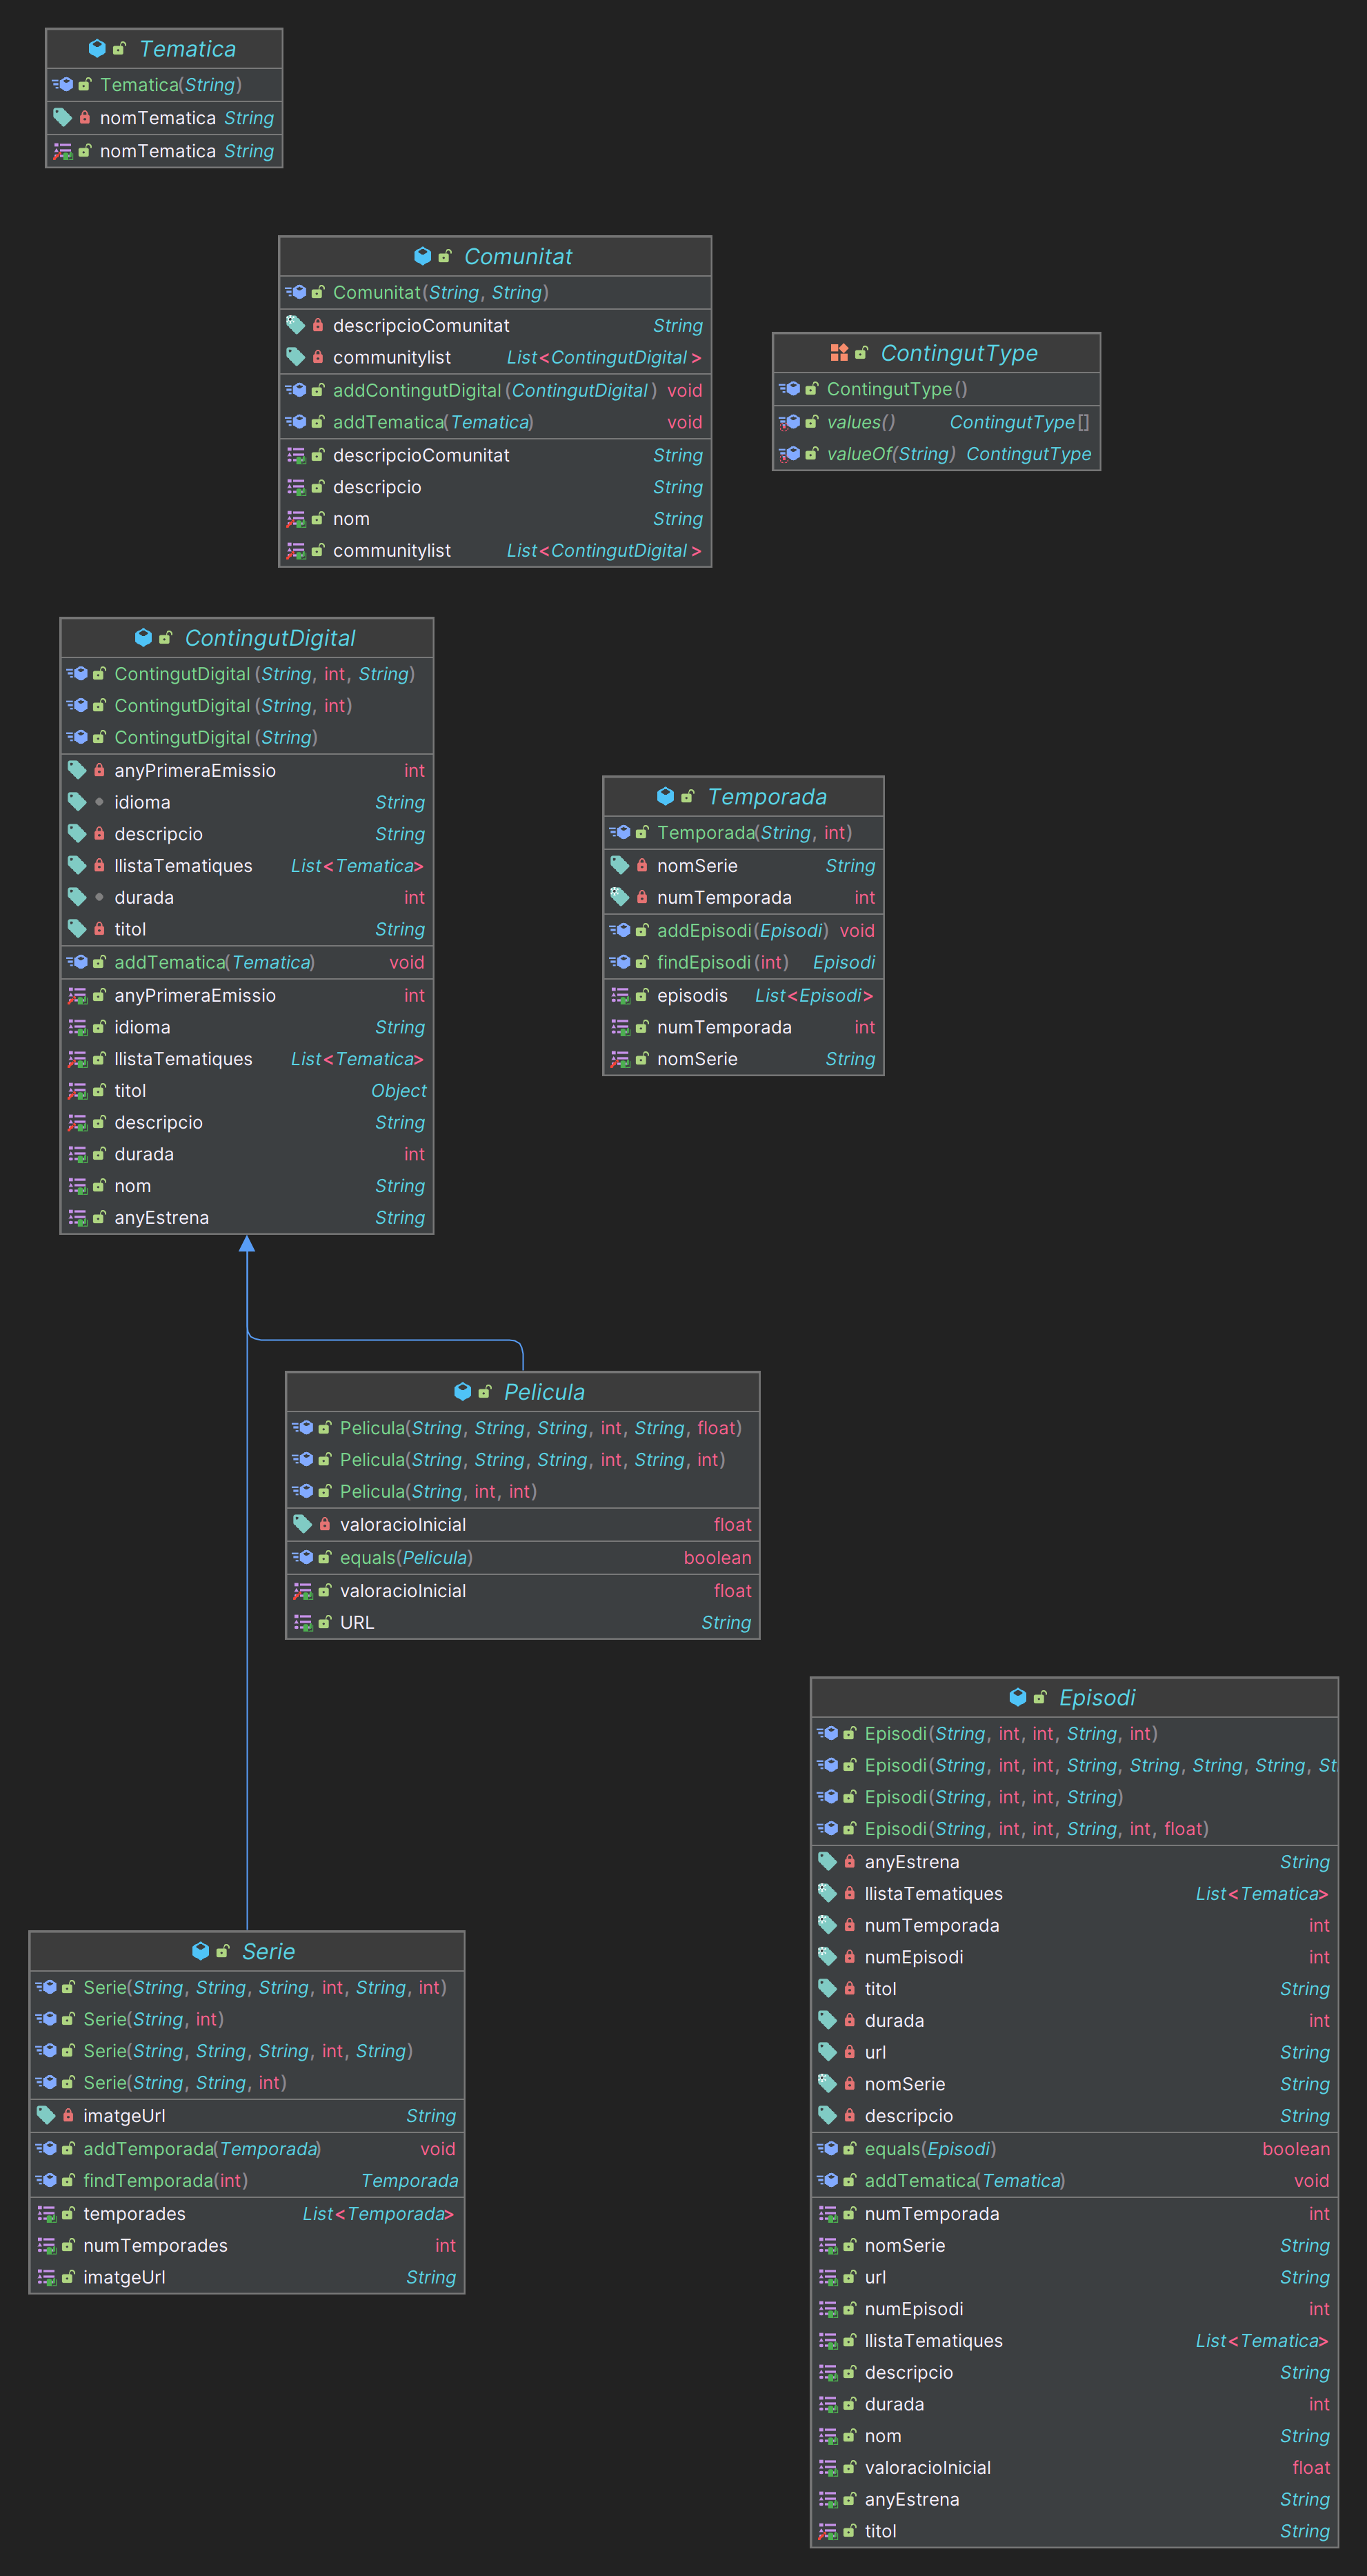 Tematica
Tematica(String)
nomTematica String
nomTematica String
Comunitat
Comunitat(String, String)
descripcioComunitat String
communitylist List<ContingutDigital>
addContingutDigital(ContingutDigital) void
addTematica(Tematica) void
descripcioComunitat String
descripcio String
nom String
communitylist List<ContingutDigital>
ContingutType
ContingutType()
values() ContingutType[]
valueOf(String) ContingutType
ContingutDigital
ContingutDigital(String, int, String)
ContingutDigital(String, int)
ContingutDigital(String)
anyPrimeraEmissio int
idioma String
descripcio String
llistaTematiques List<Tematica>
durada int
titol String
addTematica(Tematica) void
anyPrimeraEmissio int
idioma String
llistaTematiques List<Tematica>
titol Object
descripcio String
durada int
nom String
anyEstrena String
Temporada
Temporada(String, int)
nomSerie String
numTemporada int
addEpisodi(Episodi) void
findEpisodi(int) Episodi
episodis List<Episodi>
numTemporada int
nomSerie String
Pelicula
Pelicula(String, String, String, int, String, float)
Pelicula(String, String, String, int, String, int)
Pelicula(String, int, int)
valoracioInicial float
equals(Pelicula) boolean
valoracioInicial float
URL String
Episodi
Episodi(String, int, int, String, int)
Episodi(String, int, int, String, String, String, String, St
Episodi(String, int, int, String)
Episodi(String, int, int, String, int, float)
anyEstrena String
llistaTematiques List<Tematica>
numTemporada int
numEpisodi int
titol String
durada int
url String
nomSerie String
descripcio String
equals(Episodi) boolean
addTematica(Tematica) void
numTemporada int
nomSerie String
url String
numEpisodi int
llistaTematiques List<Tematica>
descripcio String
durada int
nom String
valoracioInicial float
anyEstrena String
titol String
Serie
Serie(String, String, String, int, String, int)
Serie(String, int)
Serie(String, String, String, int, String)
Serie(String, String, int)
imatgeUrl String
addTemporada(Temporada) void
findTemporada(int) Temporada
temporades List<Temporada>
numTemporades int
imatgeUrl String